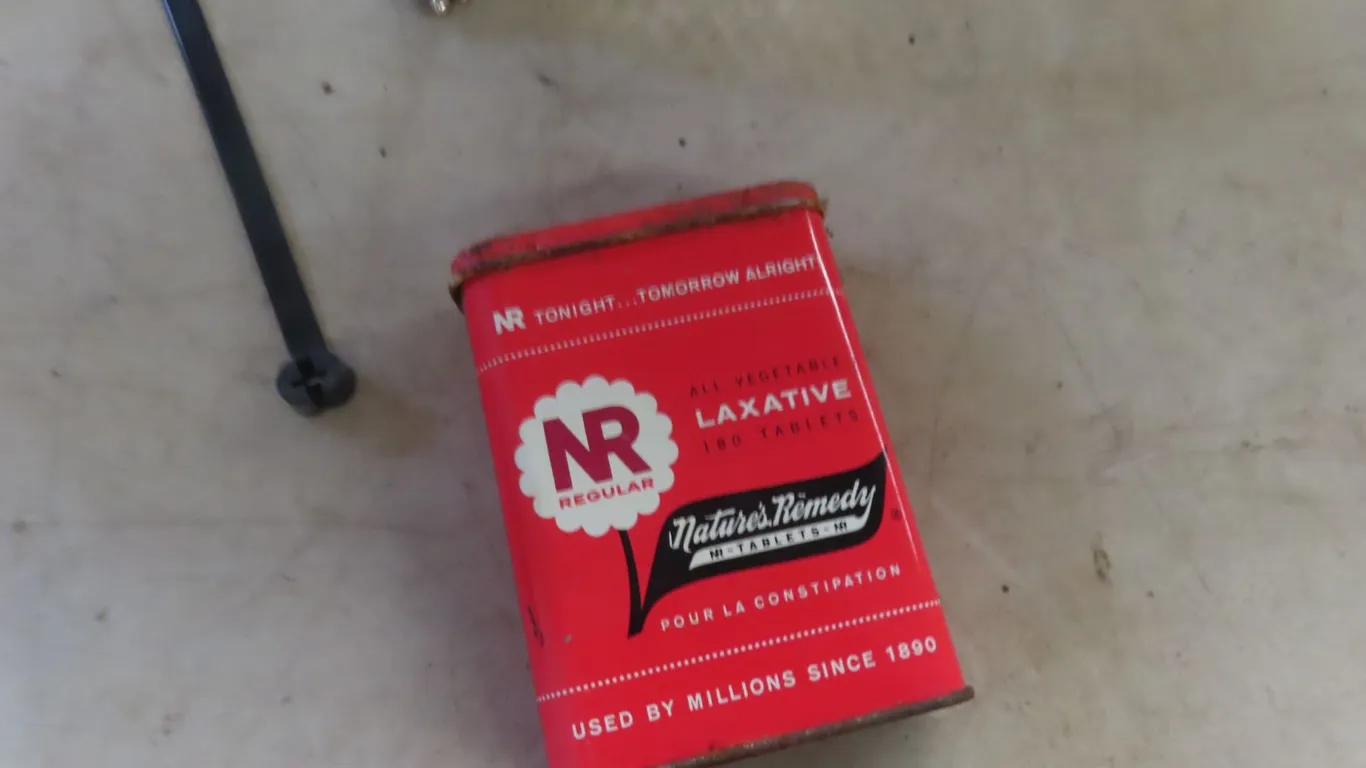 NR TONIGHT...TOMORROW ALRIGHT
ALL VEGETABLE
LAXATIVE
180 TABLETS
NR
REGULAR
Nature's Remedy
NR-TABLETS-NR
®
POUR LA CONSTIPATION
USED BY MILLIONS SINCE 1890